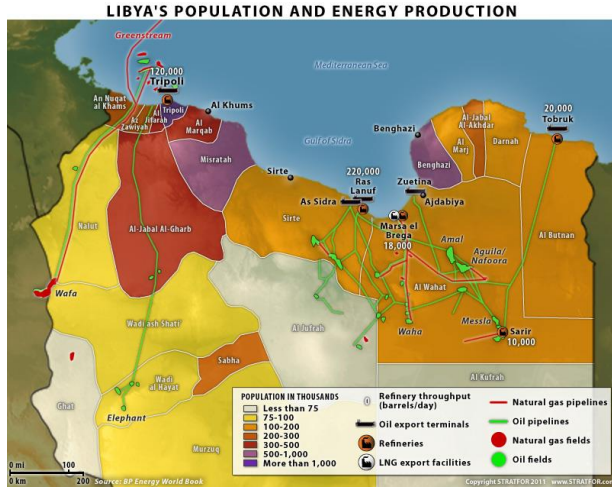 LIBYA'S POPULATION AND ENERGY PRODUCTION
Greenstream
Mediterranean Sea
120,000
Tripoli
An Nuqat
al Khams
Az
Zawiyah
Al
Jifarah
Tripoli
Al Khums
Al
Marqab
Misratah
Gulf of Sidra
Benghazi
Benghazi
Al
Marj
Al-Jabal
Al-Akhdar
Darnah
20,000
Tobruk
Sirte
Sirte
220,000
Ras
Lanuf
As Sidra
Zuetina
Ajdabiya
Marsa el
Brega
18,000
Amal
Aguila/
Nafoora
Al Butnan
Nalut
Al-Jabal Al-Gharb
Wafa
Al Wahat
Wadi ash Shati
Al-Jufrah
Waha
Messla
Sarir
10,000
Sabha
Wadi
al Hayat
Ghat
Elephant
Murzuq
Al Kufrah
POPULATION IN THOUSANDS
Less than 75
75-100
100-200
200-300
300-500
500-1,000
More than 1,000
0
Refinery throughput
(barrels/day)
Oil export terminals
Refineries
LNG export facilities
Natural gas pipelines
Oil pipelines
Natural gas fields
Oil fields
0 mi 100
0 km 200
Source: BP Energy World Book
Copyright STRATFOR 2011 www.STRATFOR.com